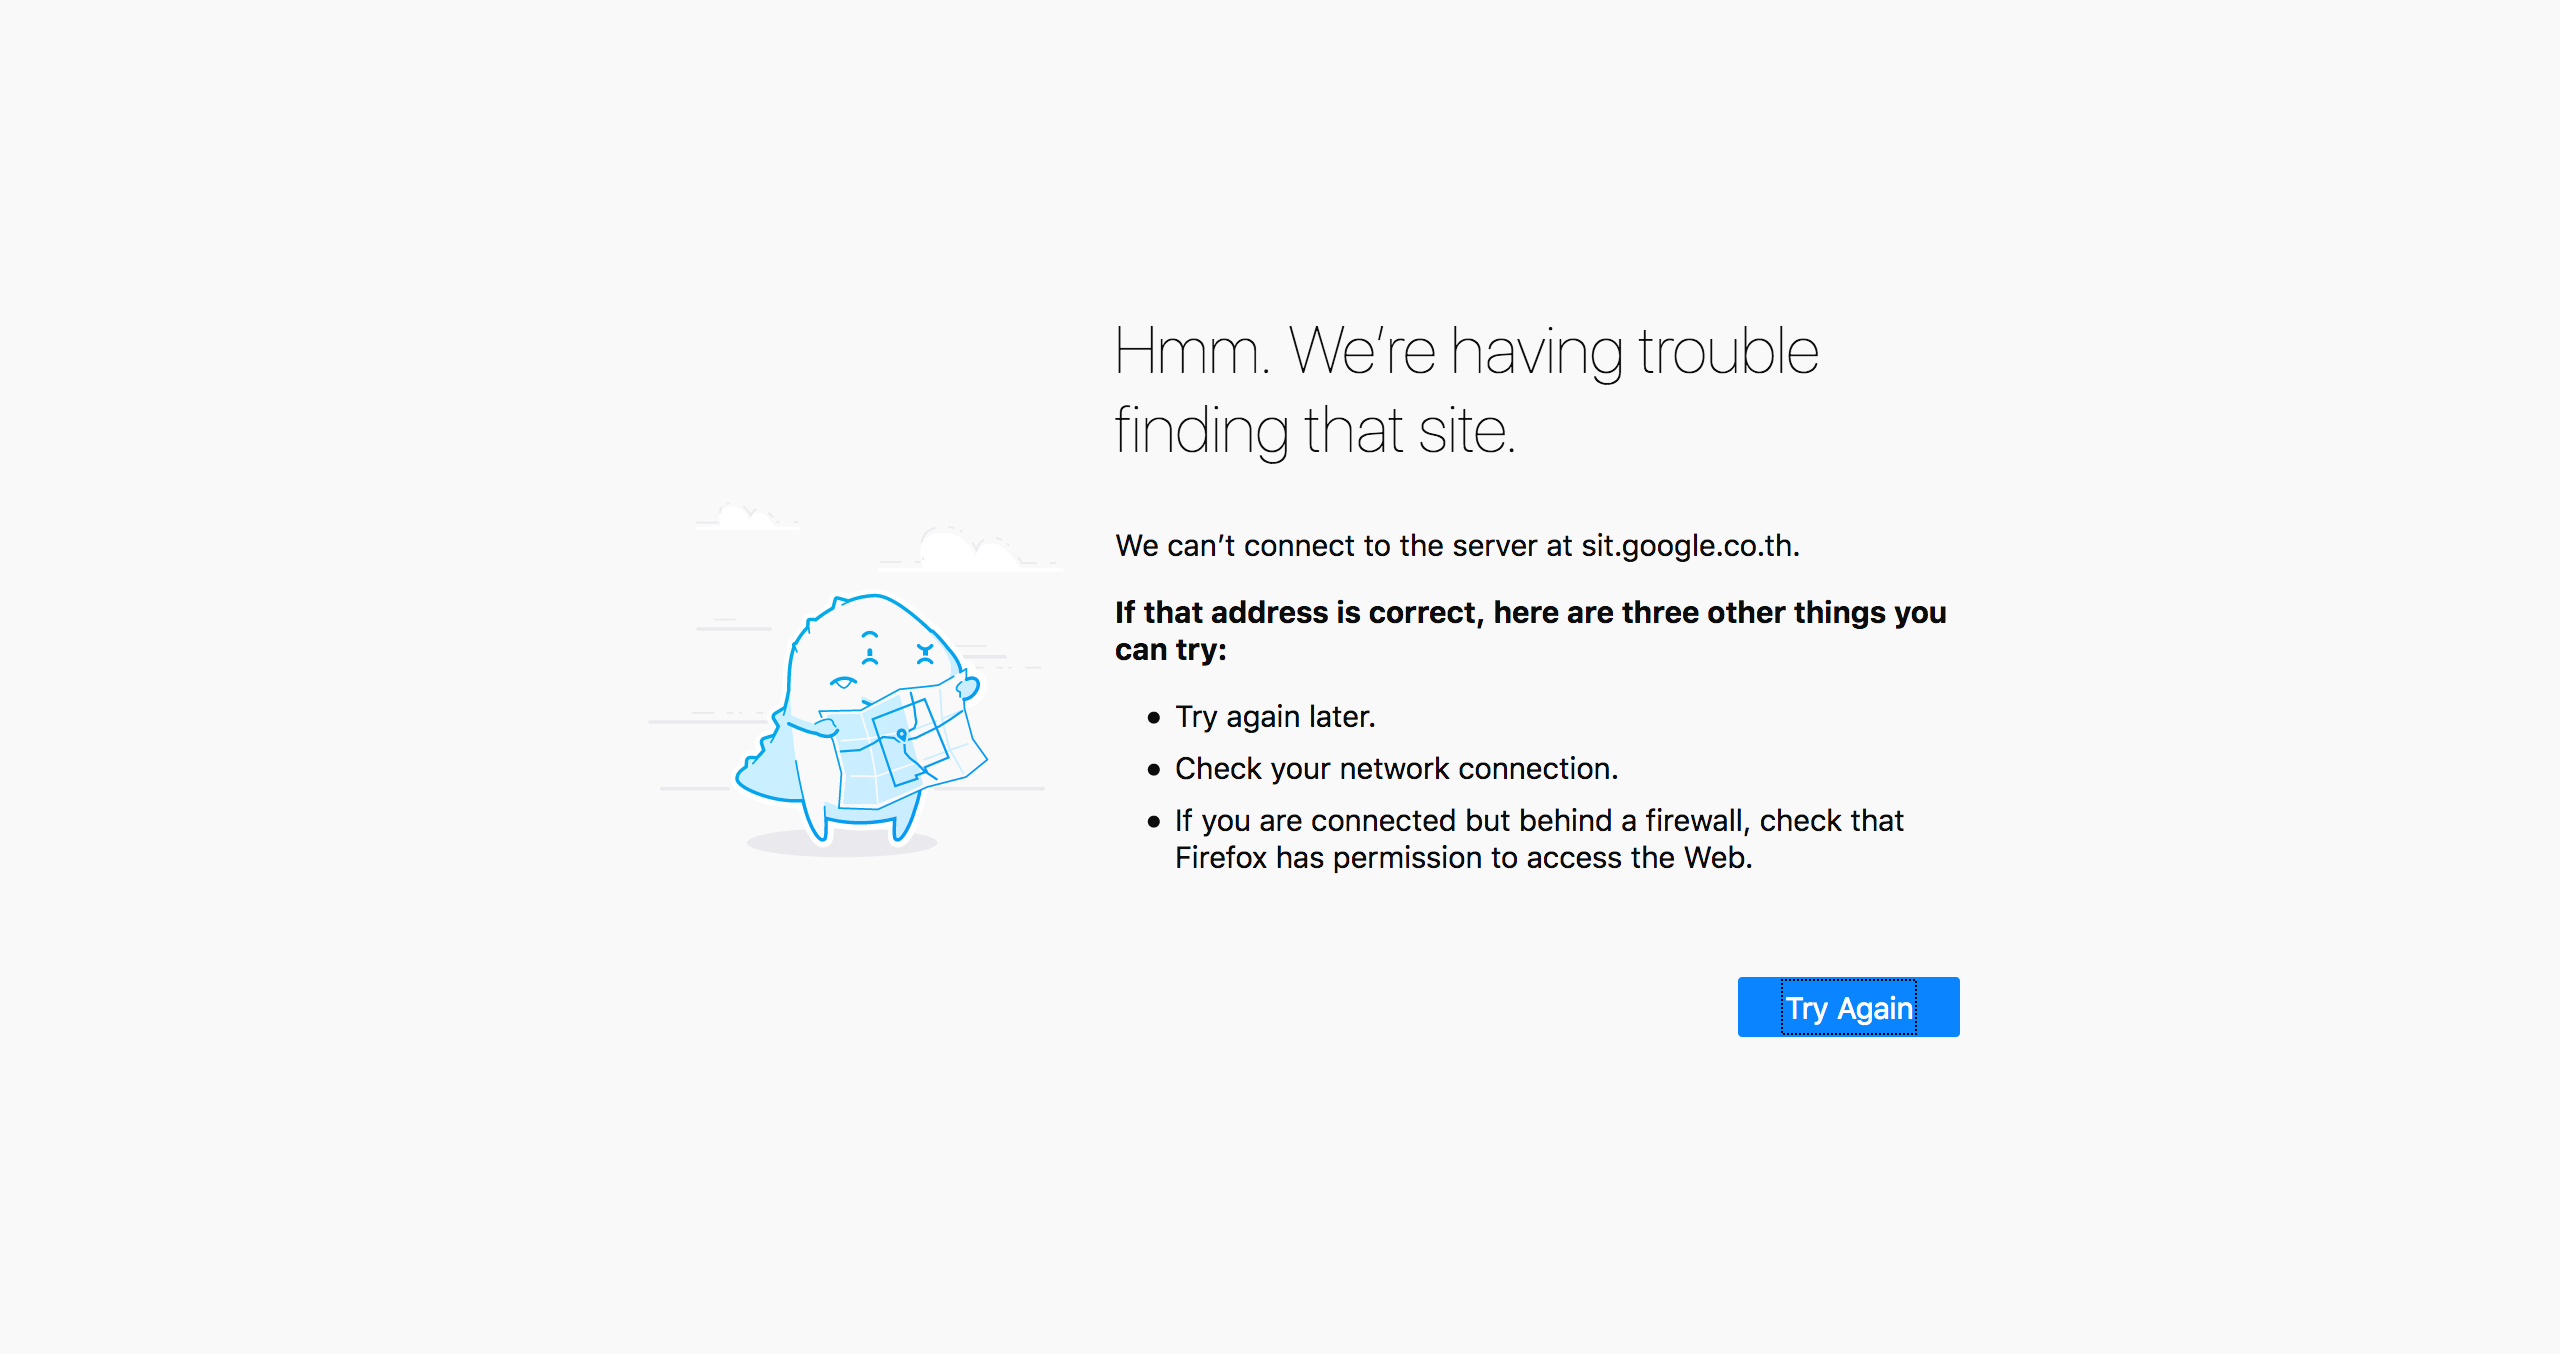 Hmm. We’re having trouble
finding that site.
We can’t connect to the server at sit.google.co.th.
If that address is correct, here are three other things you
can try:
• Try again later.
• Check your network connection.
• If you are connected but behind a firewall, check that
Firefox has permission to access the Web.
Try Again